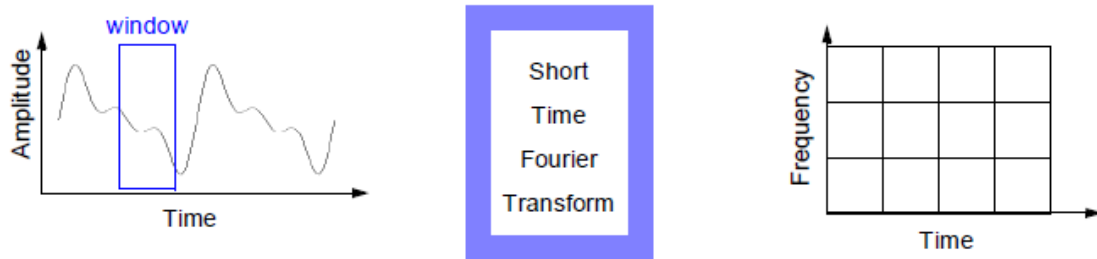 window
Amplitude
Time
Short
Time
Fourier
Transform
Frequency
Time